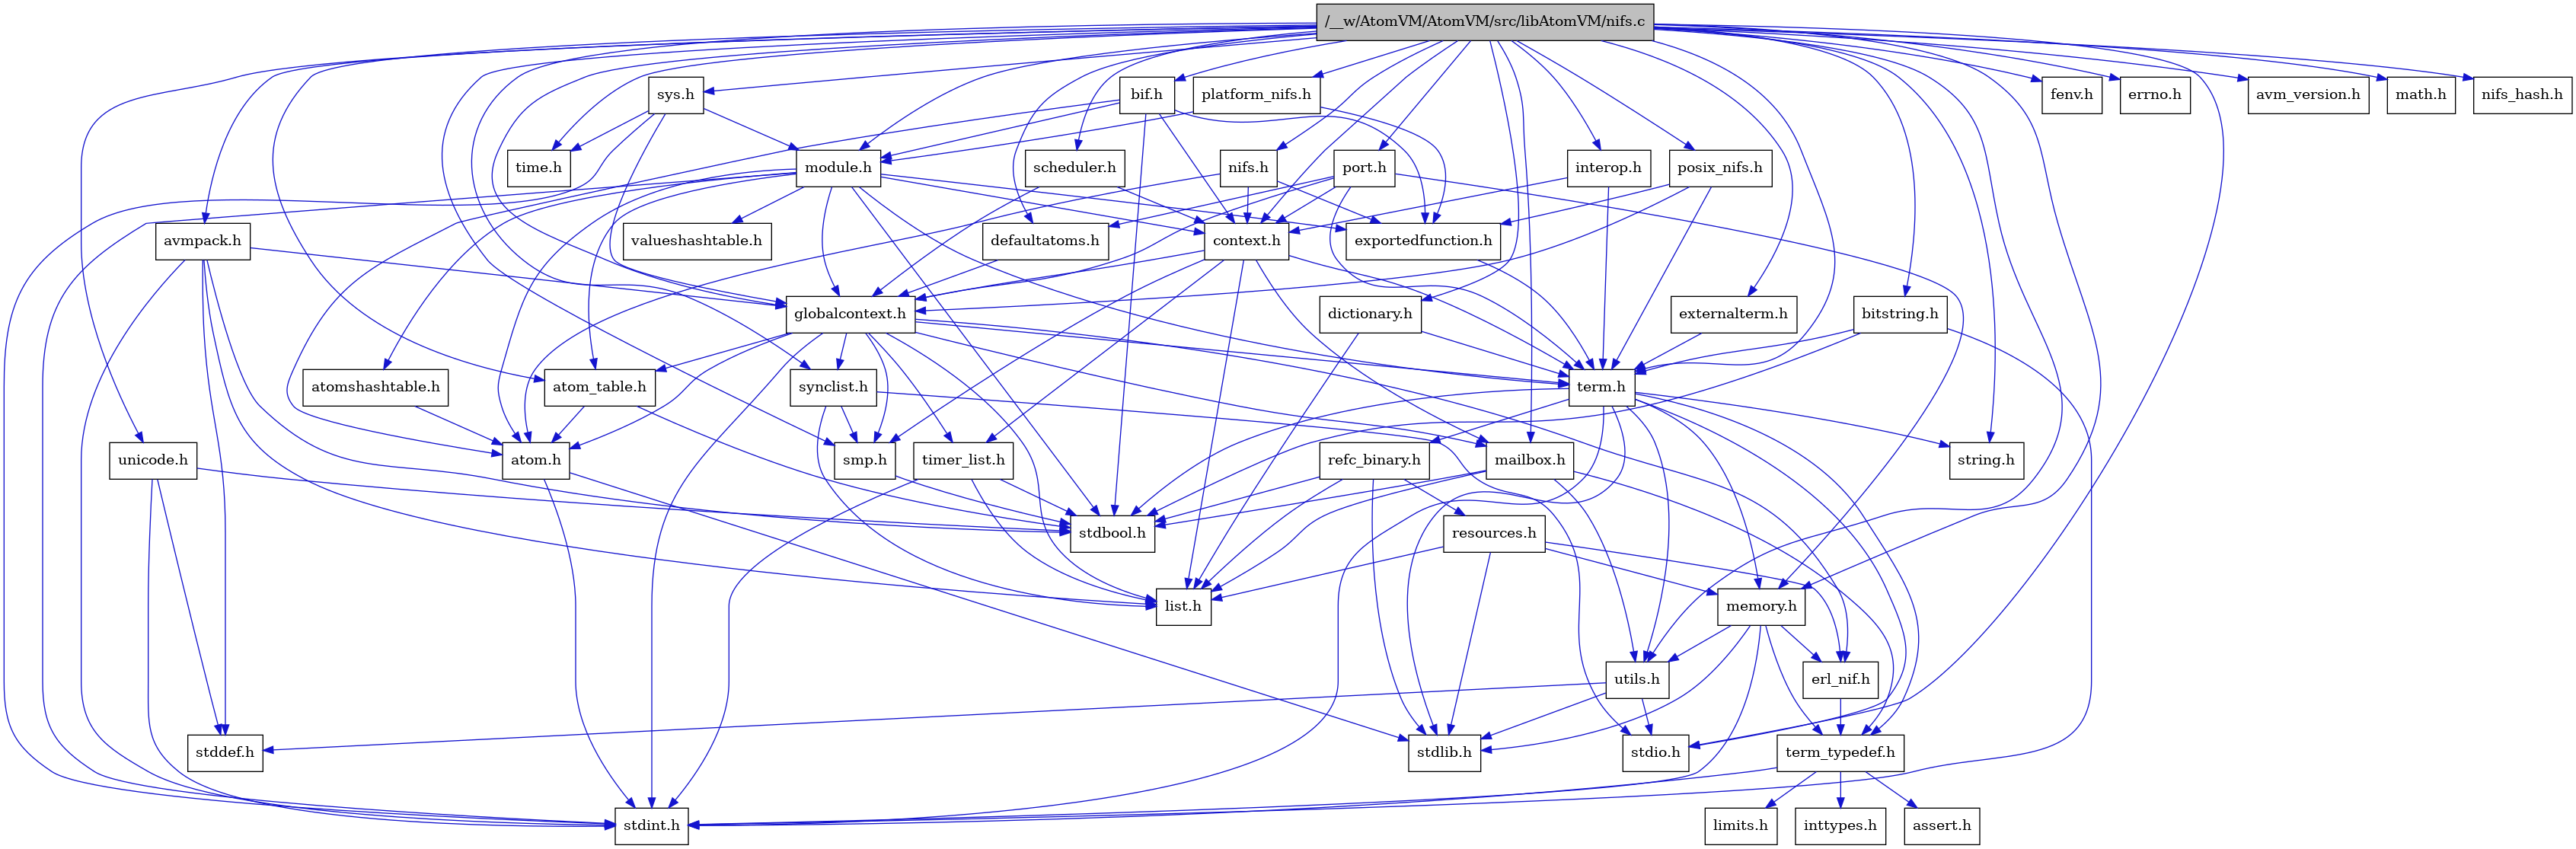 /__w/AtomVM/AtomVM/src/libAtomVM/nifs.c
sys.h
bif.h
platform_nifs.h
fenv.h
errno.h
avm_version.h
math.h
nifs_hash.h
time.h
module.h
scheduler.h
nifs.h
port.h
interop.h
posix_nifs.h
avmpack.h
valueshashtable.h
defaultatoms.h
context.h
exportedfunction.h
globalcontext.h
dictionary.h
externalterm.h
bitstring.h
atomshashtable.h
atom_table.h
synclist.h
term.h
unicode.h
atom.h
smp.h
timer_list.h
refc_binary.h
mailbox.h
string.h
stdbool.h
resources.h
list.h
memory.h
utils.h
erl_nif.h
stddef.h
stdlib.h
stdio.h
term_typedef.h
stdint.h
limits.h
inttypes.h
assert.h